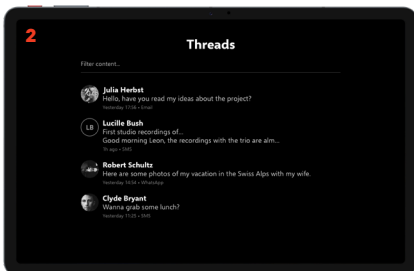 2
Threads
Filter content...
Julia Herbst
Hello, have you read my ideas about the project?
Yesterday 17:56 • Email
LB
Lucille Bush
First studio recordings of...
Good morning Leon, the recordings with the trio are alm...
1h ago • SMS
Robert Schultz
Here are some photos of my vacation in the Swiss Alps with my wife.
Yesterday 14:54 • WhatsApp
Clyde Bryant
Wanna grab some lunch?
Yesterday 11:25 • SMS